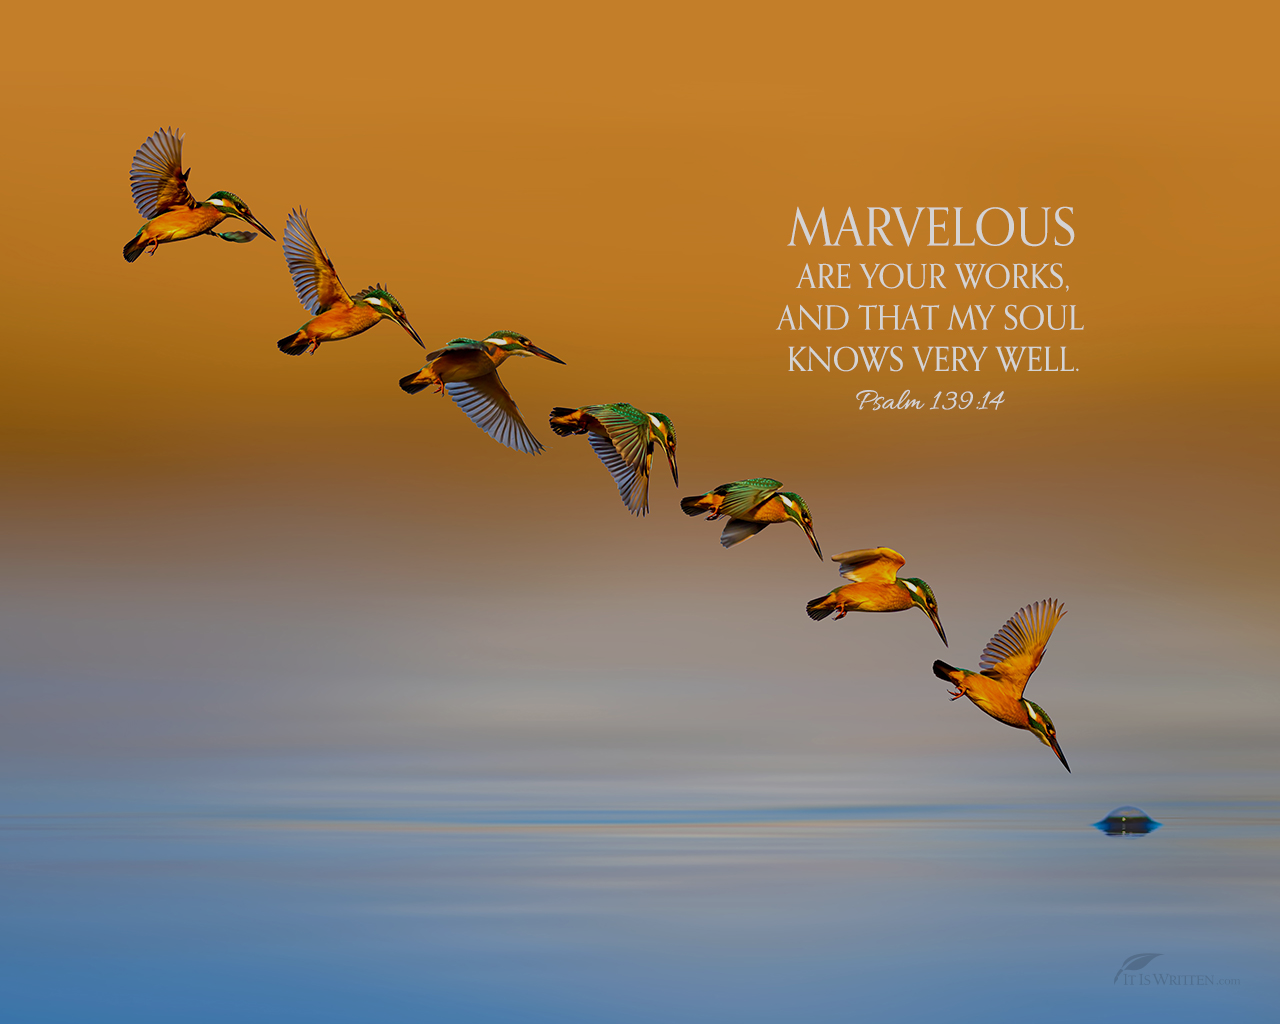 MARVELOUS
ARE YOUR WORKS,
AND THAT MY SOUL
KNOWS VERY WELL.
Psalm 139:14
IT IS WRITTEN.com